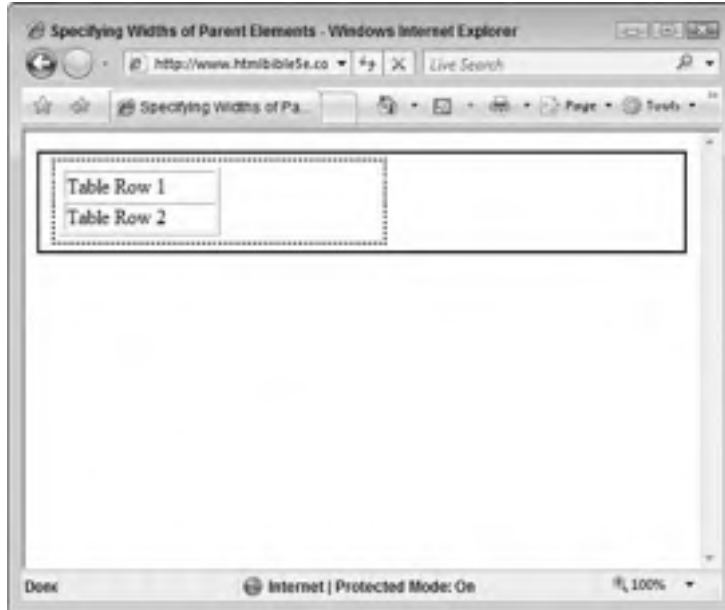 Specifying Widths of Parent Elements - Windows Internet Explorer
http://www.htmlbible5e.co
Live Search
Specifying Widths of Pa...
Page
Tools
Table Row 1
Table Row 2
Done
Internet | Protected Mode: On
100%